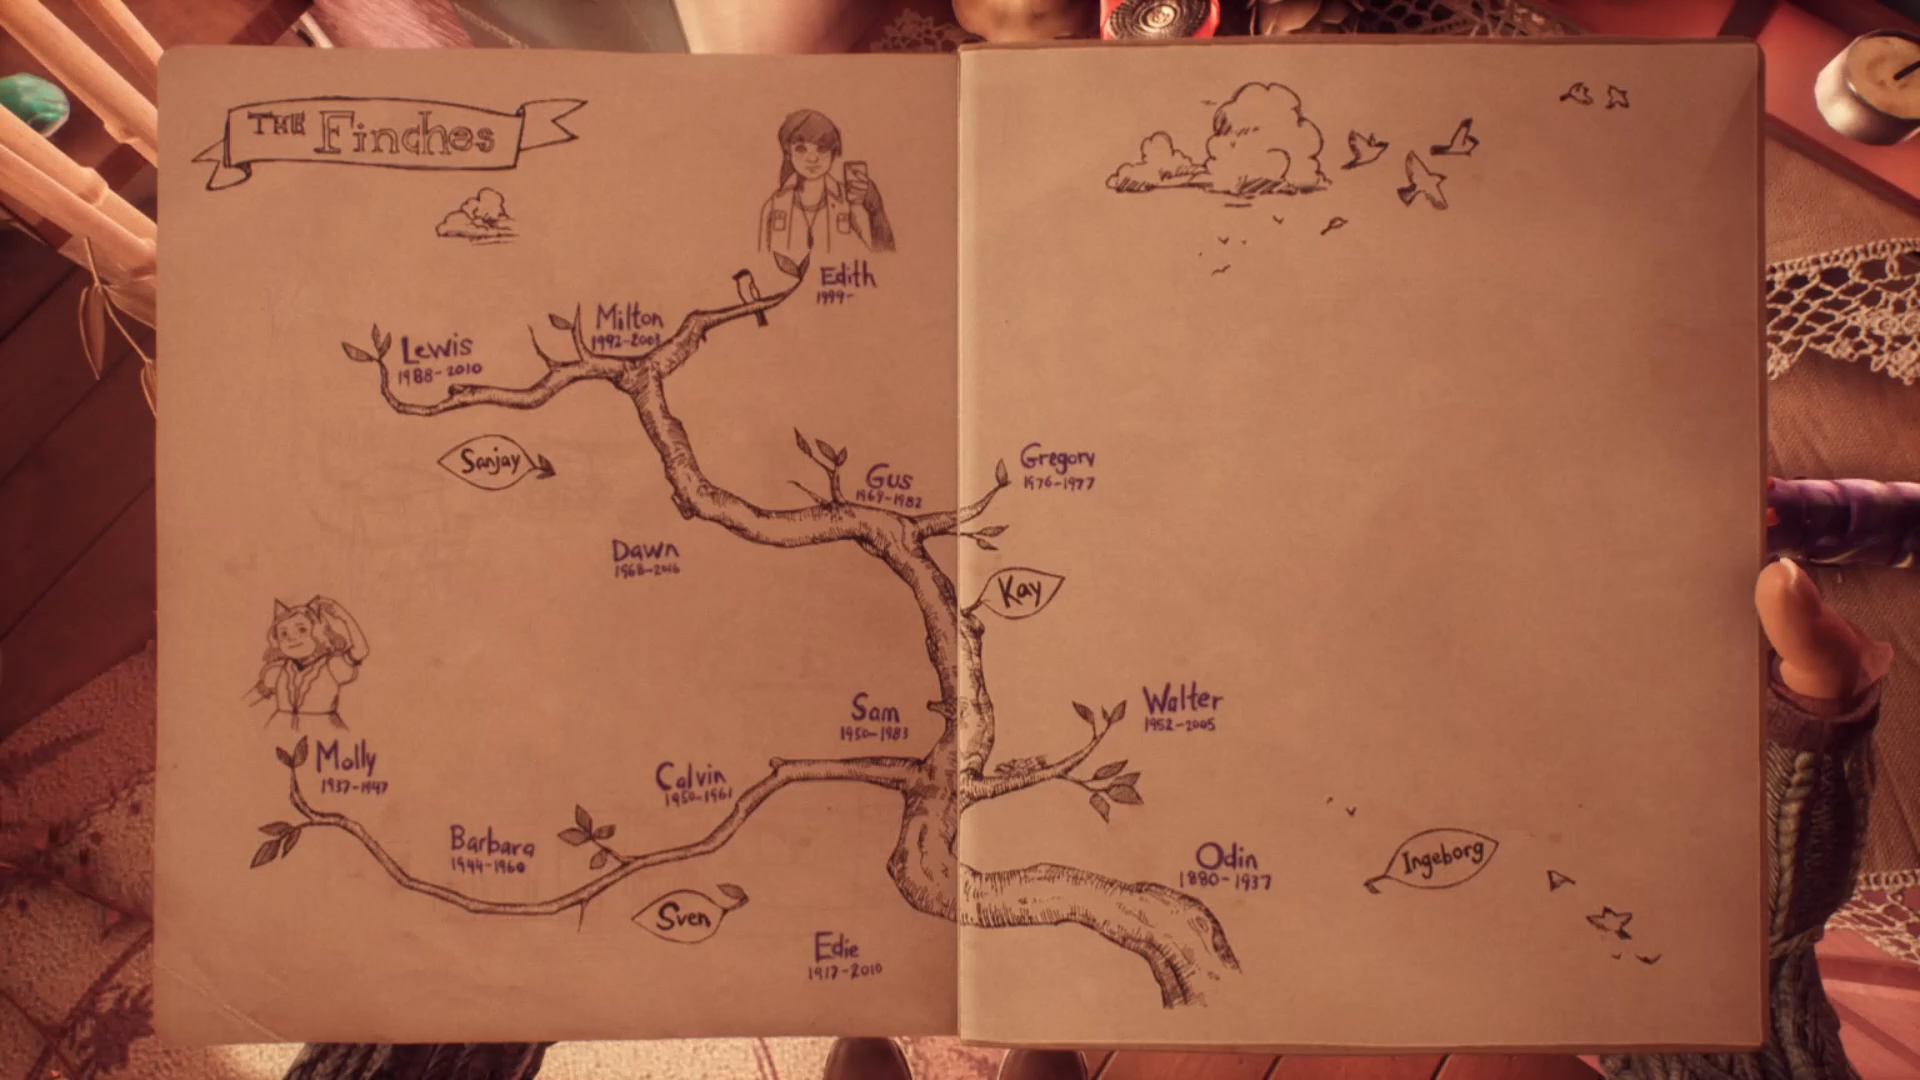 THE Finches
Edith
1999-
Milton
1992-2003
Lewis
1988-2010
Sanjay
Gus
1969-1982
Gregory
1976-1977
Dawn
1968-2016
Kay
Sam
1950-1983
Walter
1952-2005
Molly
1937-1947
Calvin
1950-1961
Barbara
1944-1960
Odin
1880-1937
Ingeborg
Sven
Edie
1917-2010